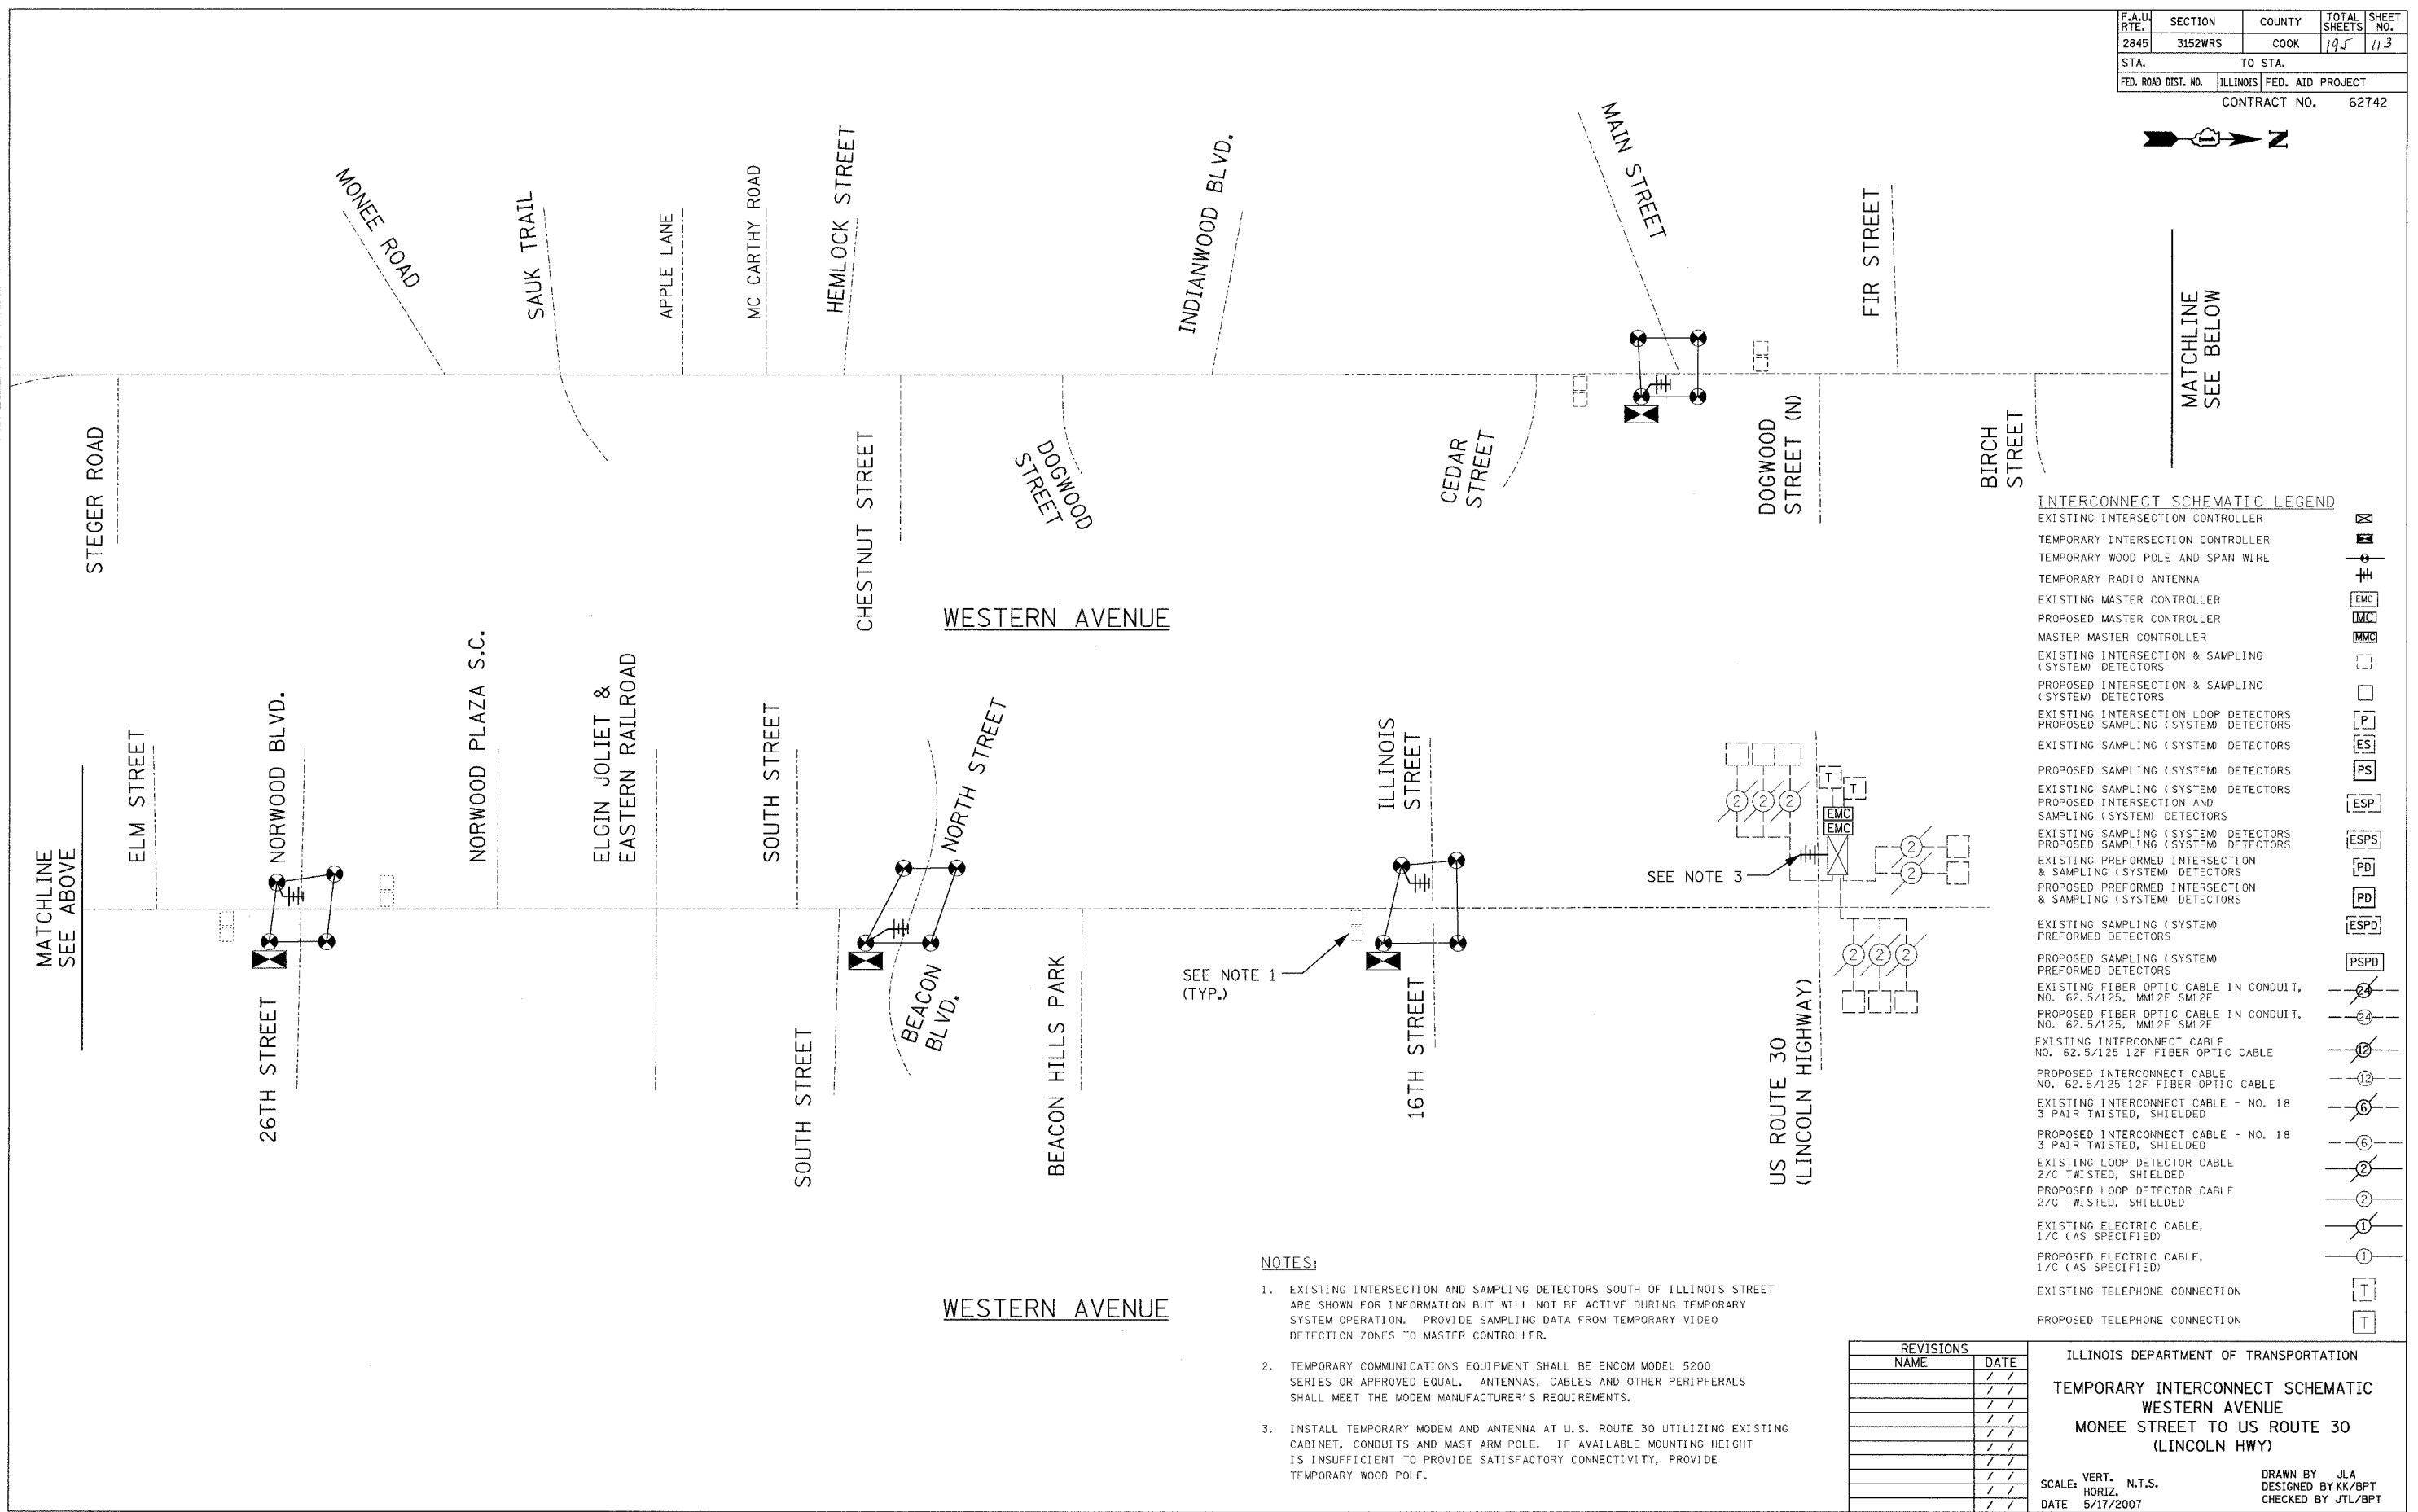 F.A.U. RTE. SECTION COUNTY TOTAL SHEETS SHEET NO.
2845 3152WRS COOK 195 113
STA. TO STA.
FED. ROAD DIST. NO. ILLINOIS FED. AID PROJECT
CONTRACT NO. 62742
N
MONEE ROAD
SAUK TRAIL
APPLE LANE
MC CARTHY ROAD
HEMLOCK STREET
INDIANWOOD BLVD.
MAIN STREET
FIR STREET
MATCHLINE
SEE BELOW
STEGER ROAD
CHESTNUT STREET
DOGWOOD
STREET
CEDAR
STREET
DOGWOOD
STREET (N)
BIRCH
STREET
WESTERN AVENUE
MATCHLINE
SEE ABOVE
ELM STREET
NORWOOD BLVD.
NORWOOD PLAZA S.C.
ELGIN JOLIET &
EASTERN RAILROAD
SOUTH STREET
NORTH STREET
ILLINOIS
STREET
2 2 2
T
T
EMC
EMC
2
2
SEE NOTE 3
2 2 2
26TH STREET
SOUTH STREET
BEACON
BLVD.
BEACON HILLS PARK
SEE NOTE 1
(TYP.)
16TH STREET
US ROUTE 30
(LINCOLN HIGHWAY)
WESTERN AVENUE
INTERCONNECT SCHEMATIC LEGEND
EXISTING INTERSECTION CONTROLLER
TEMPORARY INTERSECTION CONTROLLER
TEMPORARY WOOD POLE AND SPAN WIRE
TEMPORARY RADIO ANTENNA
EXISTING MASTER CONTROLLER EMC
PROPOSED MASTER CONTROLLER MC
MASTER MASTER CONTROLLER MMC
EXISTING INTERSECTION & SAMPLING
(SYSTEM) DETECTORS
PROPOSED INTERSECTION & SAMPLING
(SYSTEM) DETECTORS
EXISTING INTERSECTION LOOP DETECTORS
PROPOSED SAMPLING (SYSTEM) DETECTORS P
EXISTING SAMPLING (SYSTEM) DETECTORS ES
PROPOSED SAMPLING (SYSTEM) DETECTORS PS
EXISTING SAMPLING (SYSTEM) DETECTORS
PROPOSED INTERSECTION AND ESP
SAMPLING (SYSTEM) DETECTORS
EXISTING SAMPLING (SYSTEM) DETECTORS
PROPOSED SAMPLING (SYSTEM) DETECTORS ESPS
EXISTING PREFORMED INTERSECTION
& SAMPLING (SYSTEM) DETECTORS PD
PROPOSED PREFORMED INTERSECTION
& SAMPLING (SYSTEM) DETECTORS PD
EXISTING SAMPLING (SYSTEM) ESPD
PREFORMED DETECTORS
PROPOSED SAMPLING (SYSTEM) PSPD
PREFORMED DETECTORS
EXISTING FIBER OPTIC CABLE IN CONDUIT, 24
NO. 62.5/125, MM12F SM12F
PROPOSED FIBER OPTIC CABLE IN CONDUIT, 24
NO. 62.5/125, MM12F SM12F
EXISTING INTERCONNECT CABLE 12
NO. 62.5/125 12F FIBER OPTIC CABLE
PROPOSED INTERCONNECT CABLE 12
NO. 62.5/125 12F FIBER OPTIC CABLE
EXISTING INTERCONNECT CABLE - NO. 18 6
3 PAIR TWISTED, SHIELDED
PROPOSED INTERCONNECT CABLE - NO. 18 6
3 PAIR TWISTED, SHIELDED
EXISTING LOOP DETECTOR CABLE 2
2/C TWISTED, SHIELDED
PROPOSED LOOP DETECTOR CABLE 2
2/C TWISTED, SHIELDED
EXISTING ELECTRIC CABLE, 1
1/C (AS SPECIFIED)
PROPOSED ELECTRIC CABLE, 1
1/C (AS SPECIFIED)
EXISTING TELEPHONE CONNECTION T
PROPOSED TELEPHONE CONNECTION T
NOTES:
1. EXISTING INTERSECTION AND SAMPLING DETECTORS SOUTH OF ILLINOIS STREET
ARE SHOWN FOR INFORMATION BUT WILL NOT BE ACTIVE DURING TEMPORARY
SYSTEM OPERATION. PROVIDE SAMPLING DATA FROM TEMPORARY VIDEO
DETECTION ZONES TO MASTER CONTROLLER.
2. TEMPORARY COMMUNICATIONS EQUIPMENT SHALL BE ENCOM MODEL 5200
SERIES OR APPROVED EQUAL. ANTENNAS, CABLES AND OTHER PERIPHERALS
SHALL MEET THE MODEM MANUFACTURER'S REQUIREMENTS.
3. INSTALL TEMPORARY MODEM AND ANTENNA AT U.S. ROUTE 30 UTILIZING EXISTING
CABINET, CONDUITS AND MAST ARM POLE. IF AVAILABLE MOUNTING HEIGHT
IS INSUFFICIENT TO PROVIDE SATISFACTORY CONNECTIVITY, PROVIDE
TEMPORARY WOOD POLE.
REVISIONS
NAME DATE
/ /
/ /
/ /
/ /
/ /
/ /
/ /
/ /
/ /
/ /
ILLINOIS DEPARTMENT OF TRANSPORTATION
TEMPORARY INTERCONNECT SCHEMATIC
WESTERN AVENUE
MONEE STREET TO US ROUTE 30
(LINCOLN HWY)
SCALE: VERT. HORIZ. N.T.S.
DATE 5/17/2007
DRAWN BY JLA
DESIGNED BY KK/BPT
CHECKED BY JTL/BPT